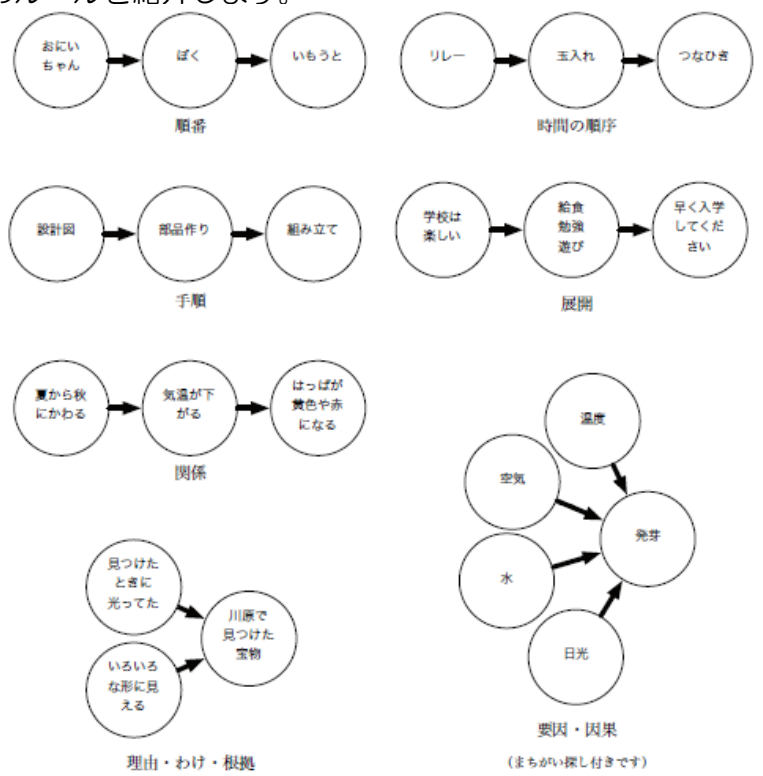 ルールを紹介します。
おにい
ちゃん
ぼく
いもうと
順番
リレー
玉入れ
つなひき
時間の順序
設計図
部品作り
組み立て
手順
学校は
楽しい
給食
勉強
遊び
早く入学
してくだ
さい
展開
夏から秋
にかわる
気温が下
がる
はっぱが
黄色や赤
になる
関係
温度
空気
水
日光
発芽
要因・因果
(まちがい探し付きです)
見つけた
ときに
光ってた
いろいろ
な形に見
える
川原で
見つけた
宝物
理由・わけ・根拠